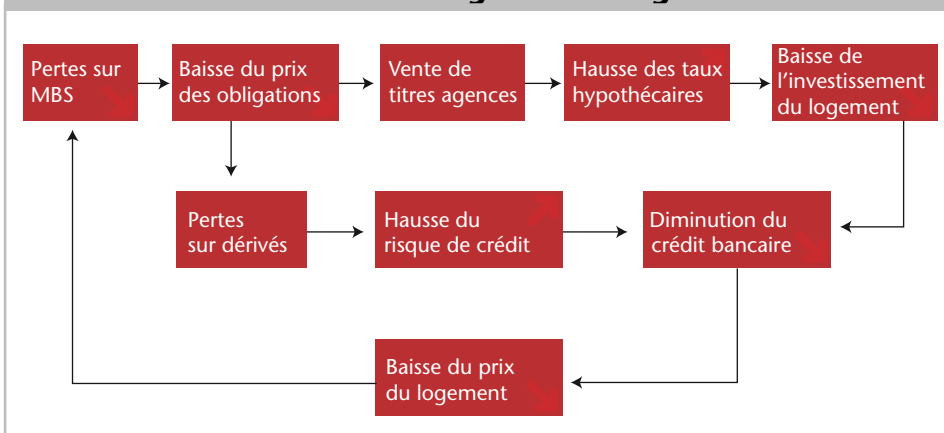 Pertes sur
MBS
Baisse du prix
des obligations
Vente de
titres agences
Hausse des taux
hypothécaires
Baisse de
l'investissement
du logement
Pertes
sur dérivés
Hausse du
risque de crédit
Diminution du
crédit bancaire
Baisse du prix
du logement